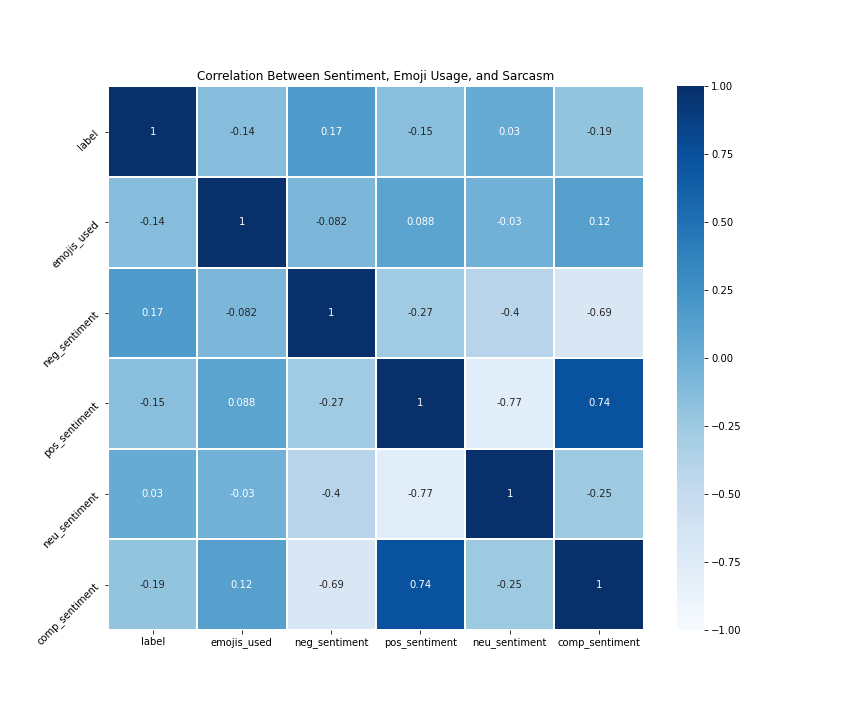 Correlation Between Sentiment, Emoji Usage, and Sarcasm
label 1 -0.14 0.17 -0.15 0.03 -0.19
emojis_used -0.14 1 -0.082 0.088 -0.03 0.12
neg_sentiment 0.17 -0.082 1 -0.27 -0.4 -0.69
pos_sentiment -0.15 0.088 -0.27 1 -0.77 0.74
neu_sentiment 0.03 -0.03 -0.4 -0.77 1 -0.25
comp_sentiment -0.19 0.12 -0.69 0.74 -0.25 1
label emojis_used neg_sentiment pos_sentiment neu_sentiment comp_sentiment
1.00
0.75
0.50
0.25
0.00
−0.25
−0.50
−0.75
−1.00